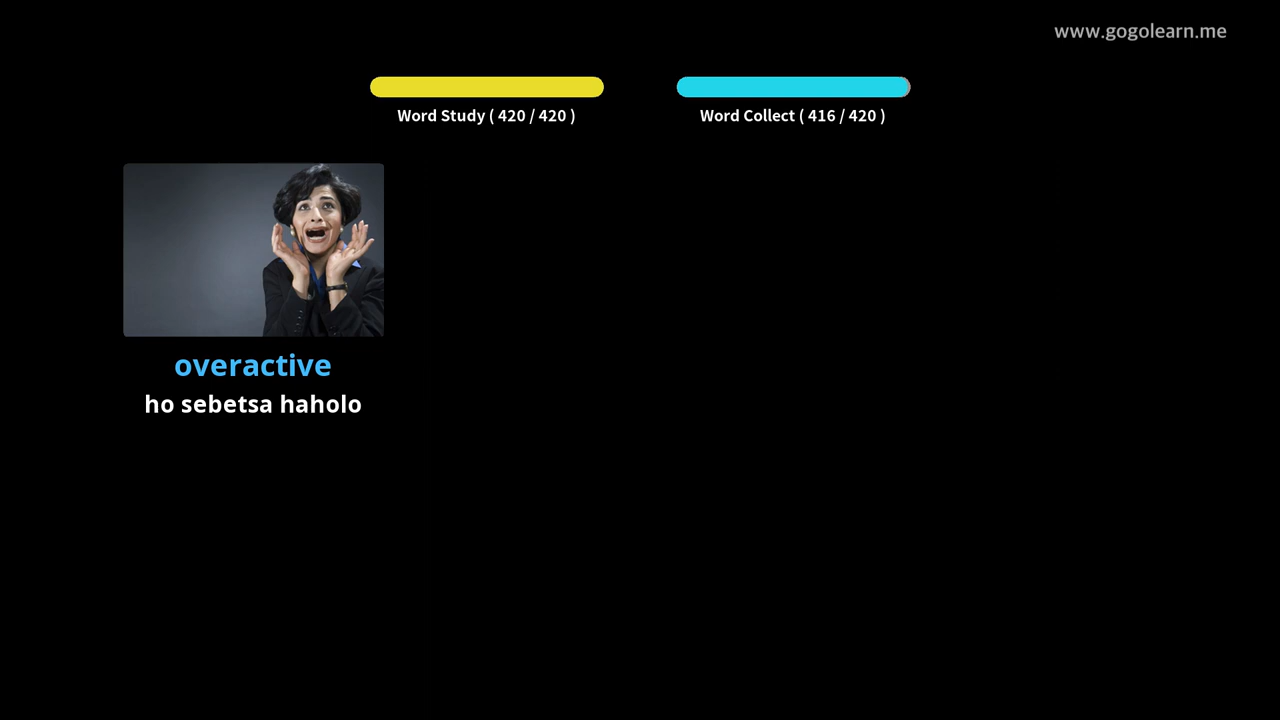 www.gogolearn.me
Word Study ( 420 / 420 )
Word Collect ( 416 / 420 )
overactive
ho sebetsa haholo